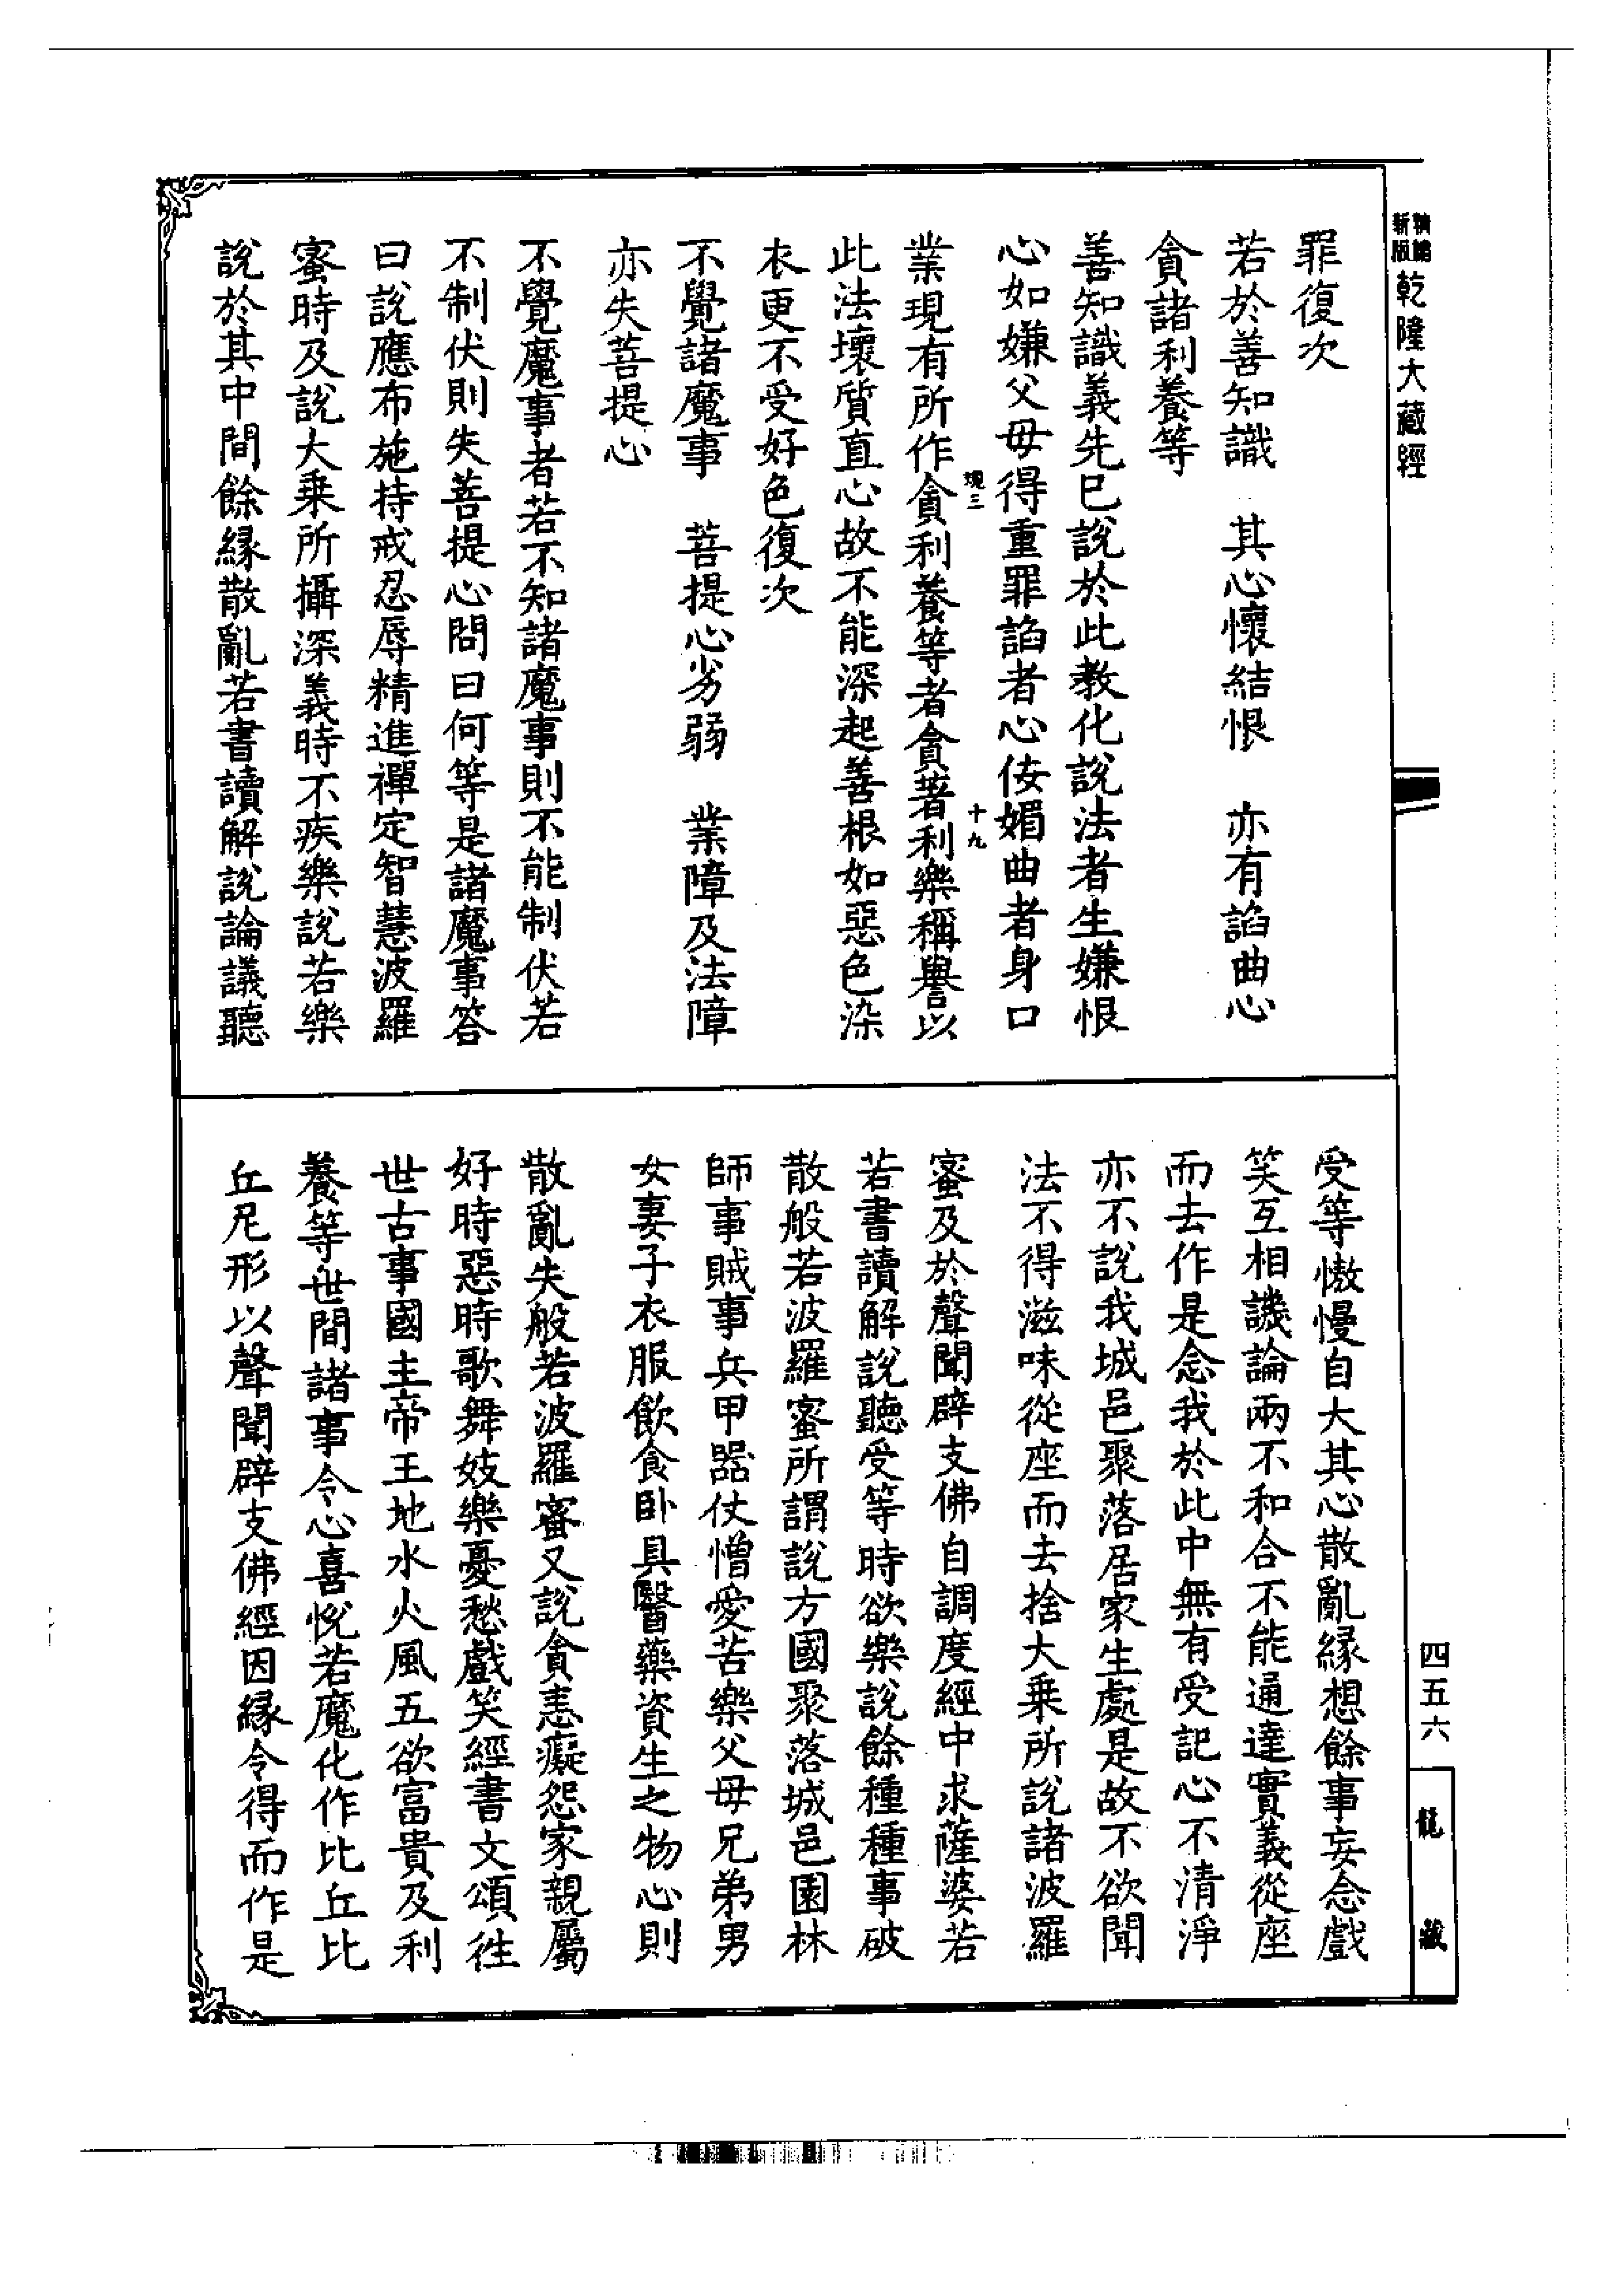 新編
新版
乾隆大藏經
罪復次
若於善知識　其心懷結恨　亦有諂曲心
貪諸利養等
善知識義先已說於此教化說法者生嫌恨
心如嫌父母得重罪諂者心侫媚曲者身口
業現有所作貪利養等者貪著利樂稱譽以
規三
十九
此法壞質直心故不能深起善根如惡色染
衣更不受好色復次
不覺諸魔事　菩提心劣弱　業障及法障
亦失菩提心
不覺魔事者若不知諸魔事則不能制伏若
不制伏則失菩提心問曰何等是諸魔事答
曰說應布施持戒忍辱精進禪定智慧波羅
蜜時及說大乗所攝深義時不疾樂說若樂
說於其中間餘緣散亂若書讀解說論議聽
受等慠慢自大其心散亂緣想餘事妄念戲
笑互相譏論兩不和合不能通達實義從座
而去作是念我於此中無有受記心不清淨
亦不說我城邑聚落居家生處是故不欲聞
法不得滋味從座而去捨大乗所說諸波羅
蜜及於聲聞辟支佛自調度經中求薩婆若
若書讀解說聽受等時欲樂說餘種種事破
散般若波羅蜜所謂說方國聚落城邑園林
師事賊事兵甲器仗憎愛苦樂父母兄弟男
女妻子衣服飲食卧具醫藥資生之物心則
散亂失般若波羅蜜又說貪恚癡怨家親屬
好時惡時歌舞妓樂憂愁戲笑經書文頌往
世古事國主帝王地水火風五欲富貴及利
養等世間諸事令心喜悅若魔化作比丘比
丘尼形以聲聞辟支佛經因緣令得而作是
四五六
龍藏